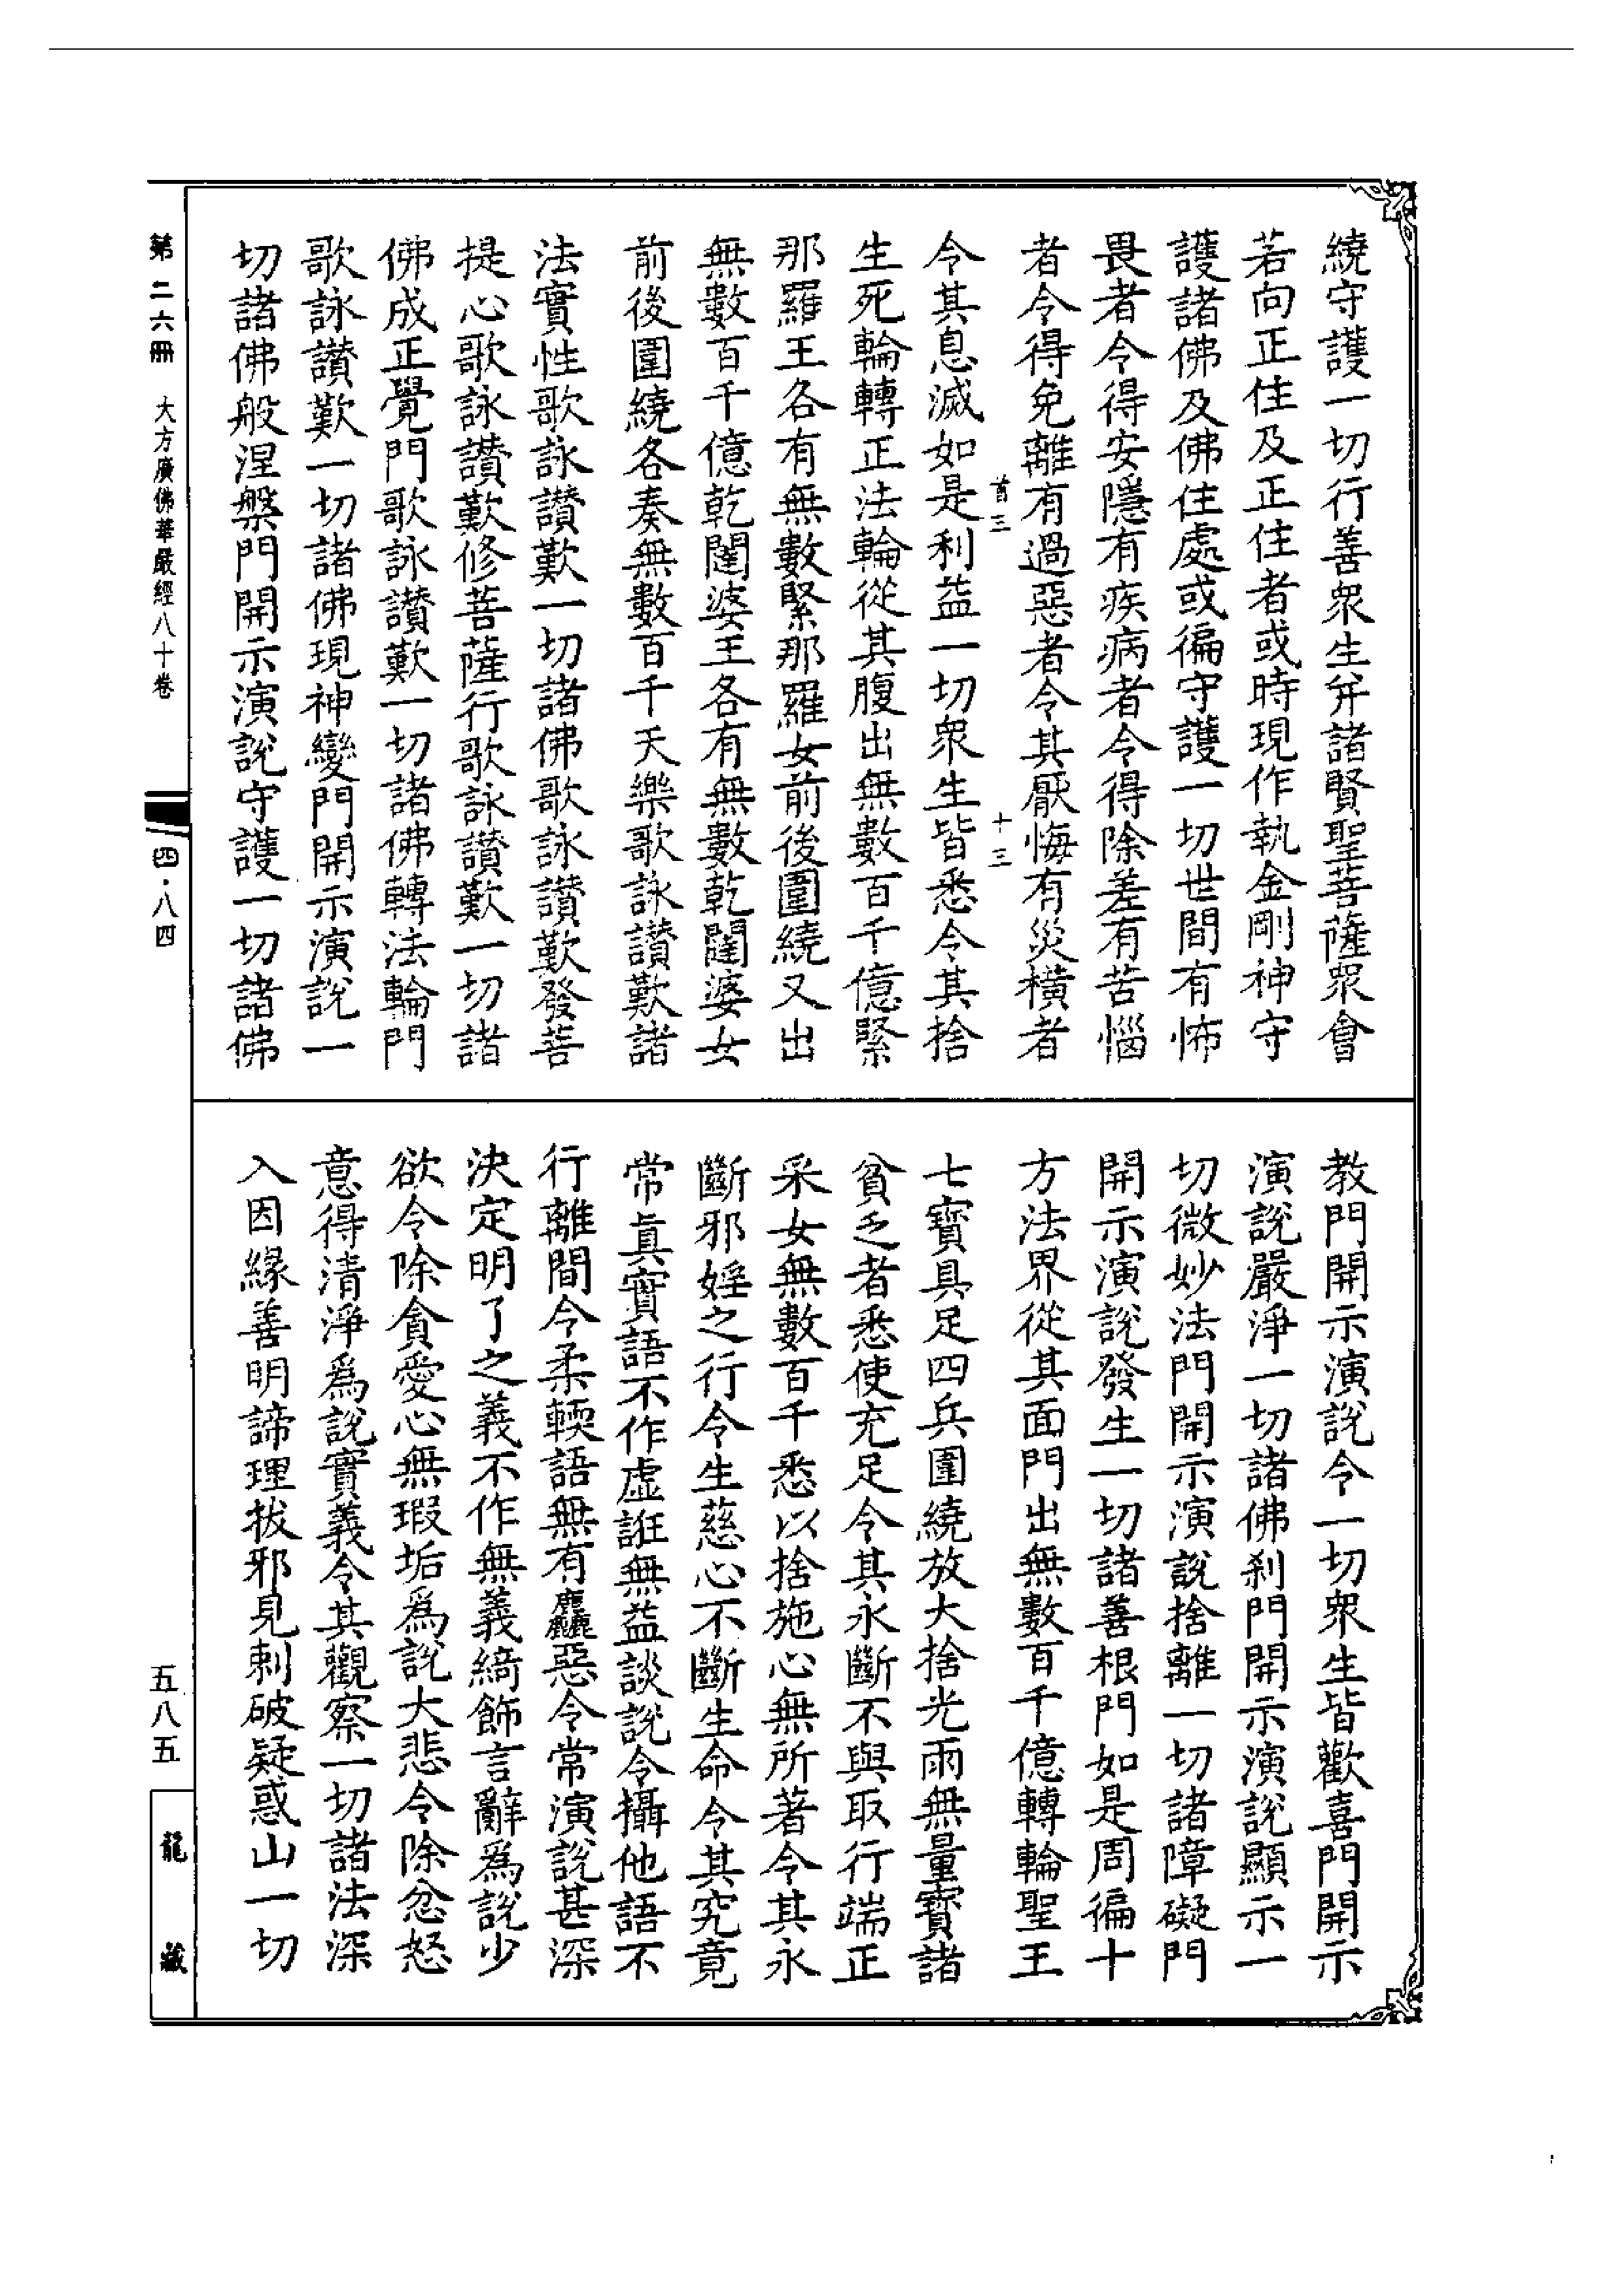 繞守護一切行善眾生并諸賢聖菩薩眾會
若向正住及正住者或時現作執金剛神守
護諸佛及佛住處或徧守護一切世間有怖
畏者令得安隱有疾病者令得除差有苦惱
者令得免離有過惡者令其厭悔有災橫者
首三
十三
令其息滅如是利益一切眾生皆悉令其捨
生死輪轉正法輪從其腹出無數百千億緊
那羅王各有無數緊那羅女前後圍繞又出
無數百千億乾闥婆王各有無數乾闥婆女
前後圍繞各奏無數百千天樂歌詠讚歎諸
法實性歌詠讚歎一切諸佛歌詠讚歎發菩
提心歌詠讚歎修菩薩行歌詠讚歎一切諸
佛成正覺門歌詠讚歎一切諸佛轉法輪門
歌詠讚歎一切諸佛現神變門開示演說一
切諸佛般涅槃門開示演說守護一切諸佛
教門開示演說令一切眾生皆歡喜門開示
演說嚴淨一切諸佛剎門開示演說顯示一
切微妙法門開示演說捨離一切諸障礙門
開示演說發生一切諸善根門如是周徧十
方法界從其面門出無數百千億轉輪聖王
七寶具足四兵圍繞放大捨光雨無量寶諸
貧乏者悉使充足令其永斷不與取行端正
采女無數百千悉以捨施心無所著令其永
斷邪婬之行令生慈心不斷生命令其究竟
常真實語不作虛誑無益談說令攝他語不
行離間令柔輭語無有麤惡令常演說甚深
決定明了之義不作無義綺飾言辭為說少
欲令除貪愛心無瑕垢為說大悲令除忿怒
意得清淨為說實義令其觀察一切諸法深
入因緣善明諦理拔邪見刺破疑惑山一切
第二六冊 大方廣佛華嚴經八十卷
四·八四
五八五
龍藏